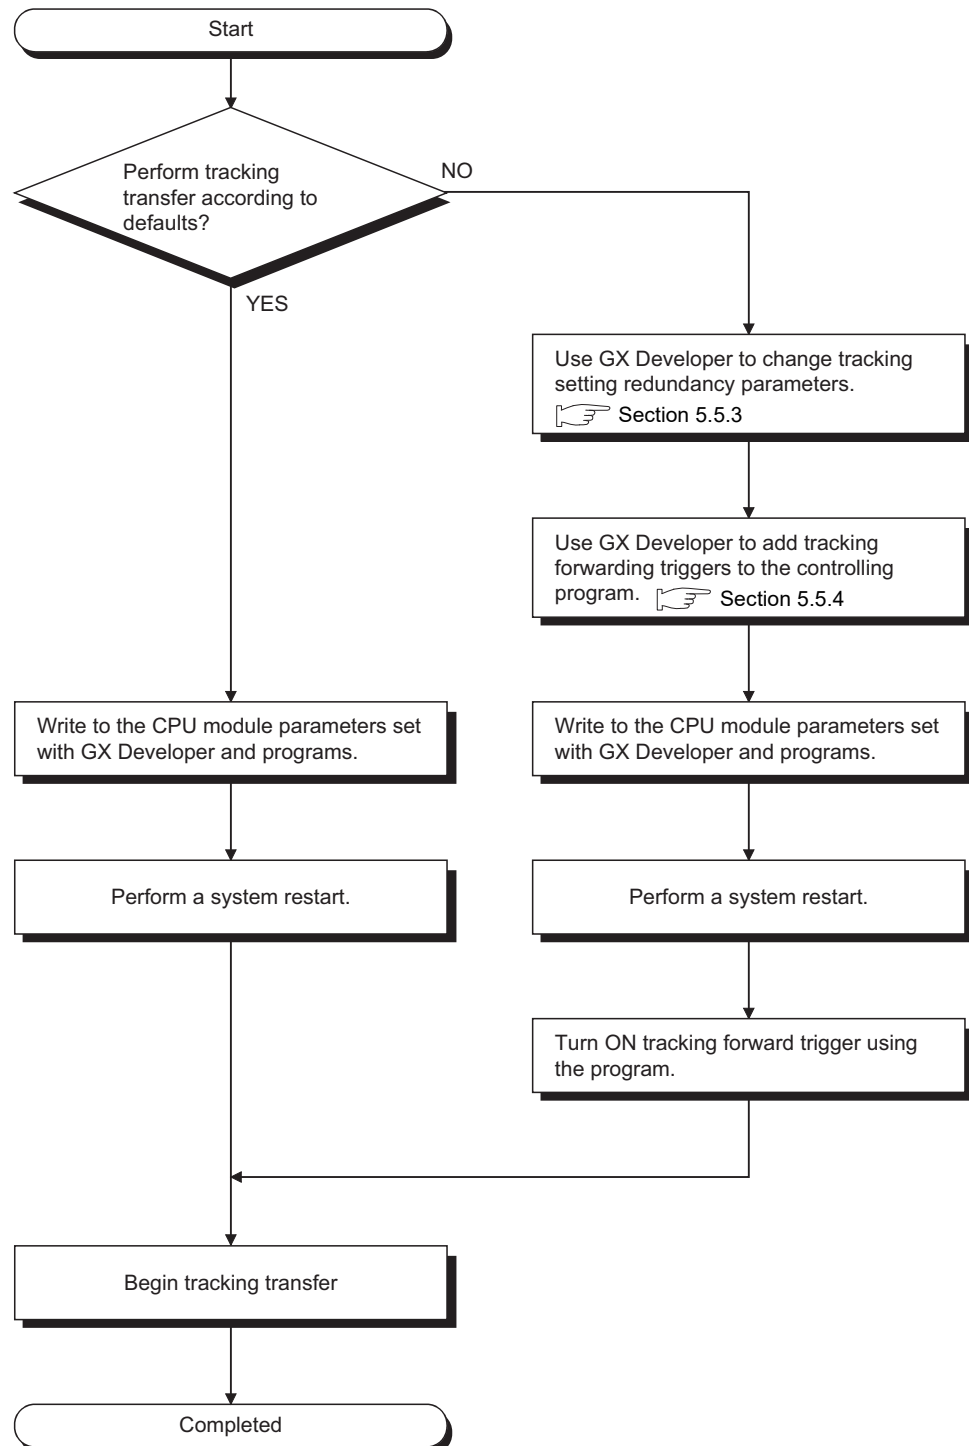 Start
Perform tracking
transfer according to
defaults?
NO
YES
Use GX Developer to change tracking
setting redundancy parameters.
Section 5.5.3
Use GX Developer to add tracking
forwarding triggers to the controlling
program. Section 5.5.4
Write to the CPU module parameters set
with GX Developer and programs.
Write to the CPU module parameters set
with GX Developer and programs.
Perform a system restart.
Perform a system restart.
Turn ON tracking forward trigger using
the program.
Begin tracking transfer
Completed